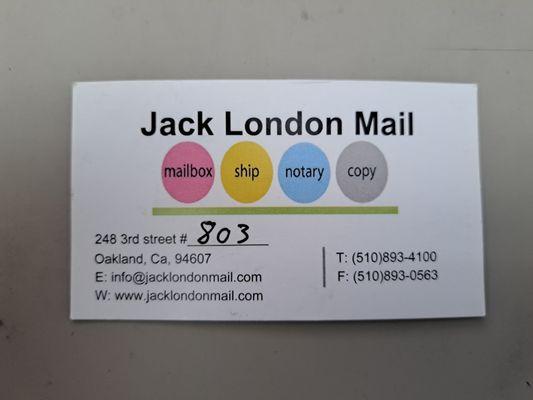 Jack London Mail
mailbox ship notary copy
248 3rd street # 803
Oakland, Ca, 94607
E: info@jacklondonmail.com
W: www.jacklondonmail.com
T: (510)893-4100
F: (510)893-0563